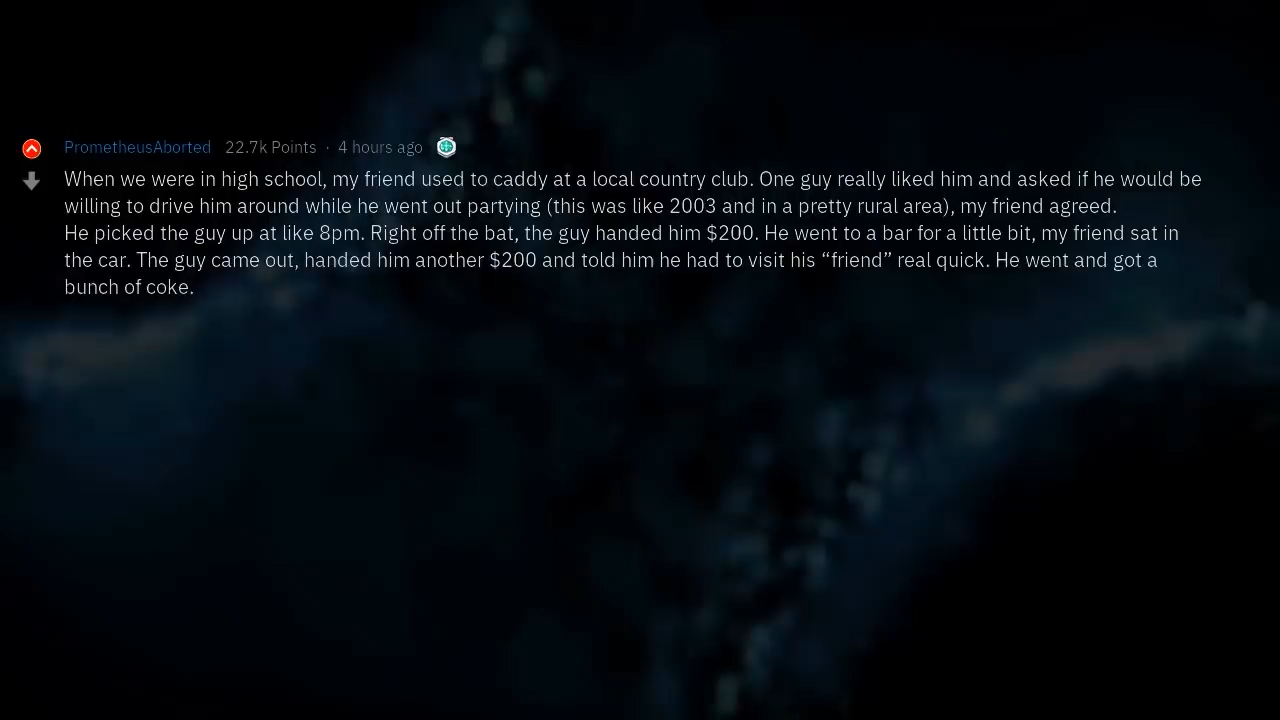 PrometheusAborted 22.7k Points · 4 hours ago
When we were in high school, my friend used to caddy at a local country club. One guy really liked him and asked if he would be
willing to drive him around while he went out partying (this was like 2003 and in a pretty rural area), my friend agreed.
He picked the guy up at like 8pm. Right off the bat, the guy handed him $200. He went to a bar for a little bit, my friend sat in
the car. The guy came out, handed him another $200 and told him he had to visit his “friend” real quick. He went and got a
bunch of coke.